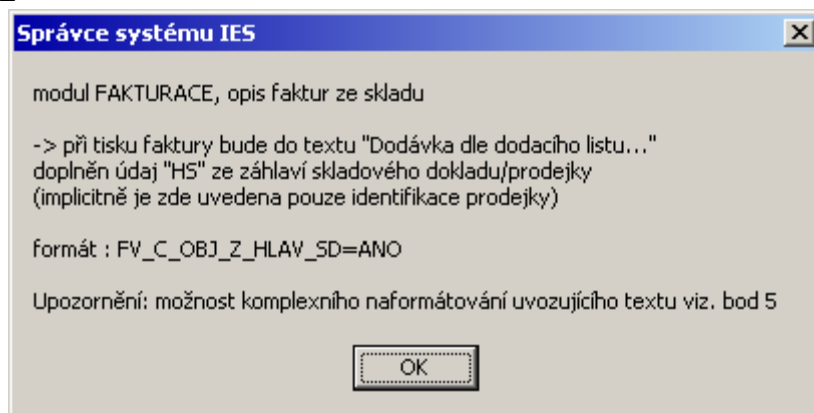 Správce systému IES
modul FAKTURACE, opis faktur ze skladu
-> při tisku faktury bude do textu "Dodávka dle dodacího listu..."
doplněn údaj "HS" ze záhlaví skladového dokladu/prodejky
(implicitně je zde uvedena pouze identifikace prodejky)
formát : FV_C_OBJ_Z_HLAV_SD=ANO
Upozornění: možnost komplexního naformátování uvozujícího textu viz. bod 5
OK